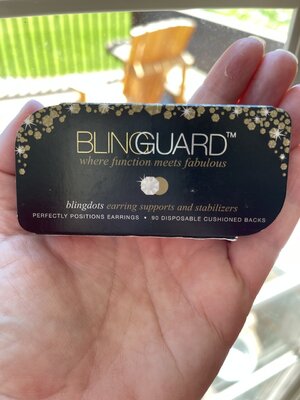 BLINGGUARD™
where function meets fabulous
blingdots earring supports and stabilizers
PERFECTLY POSITIONS EARRINGS • 90 DISPOSABLE CUSHIONED BACKS